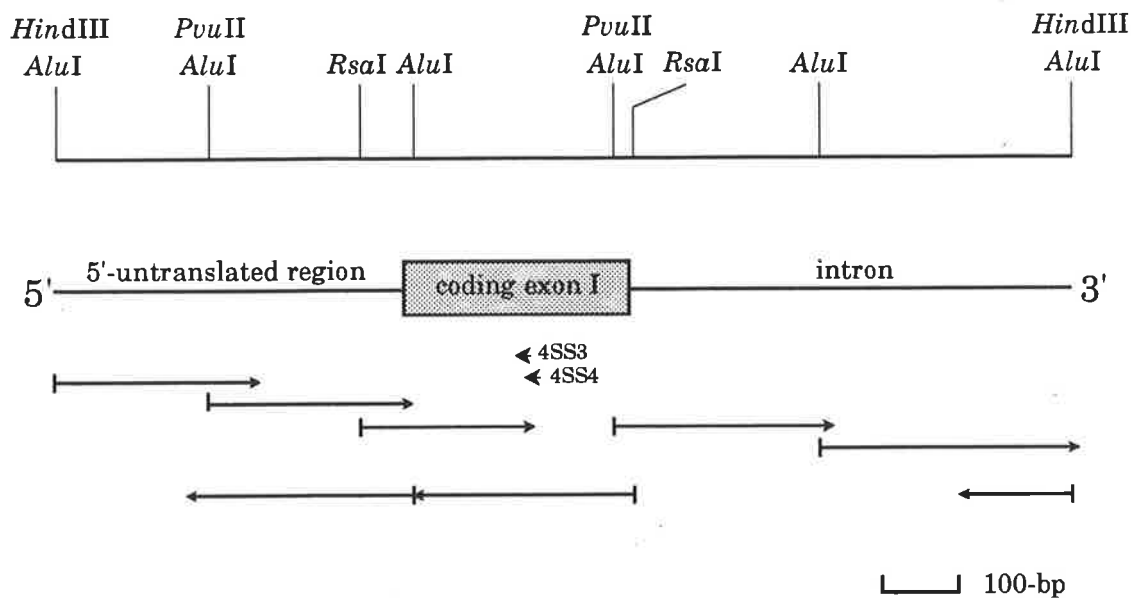 HindIII PvuII PvuII HindIII
AluI AluI RsaI AluI AluI RsaI AluI AluI
5'-untranslated region coding exon I intron
5' 3'
4SS3
4SS4
100-bp